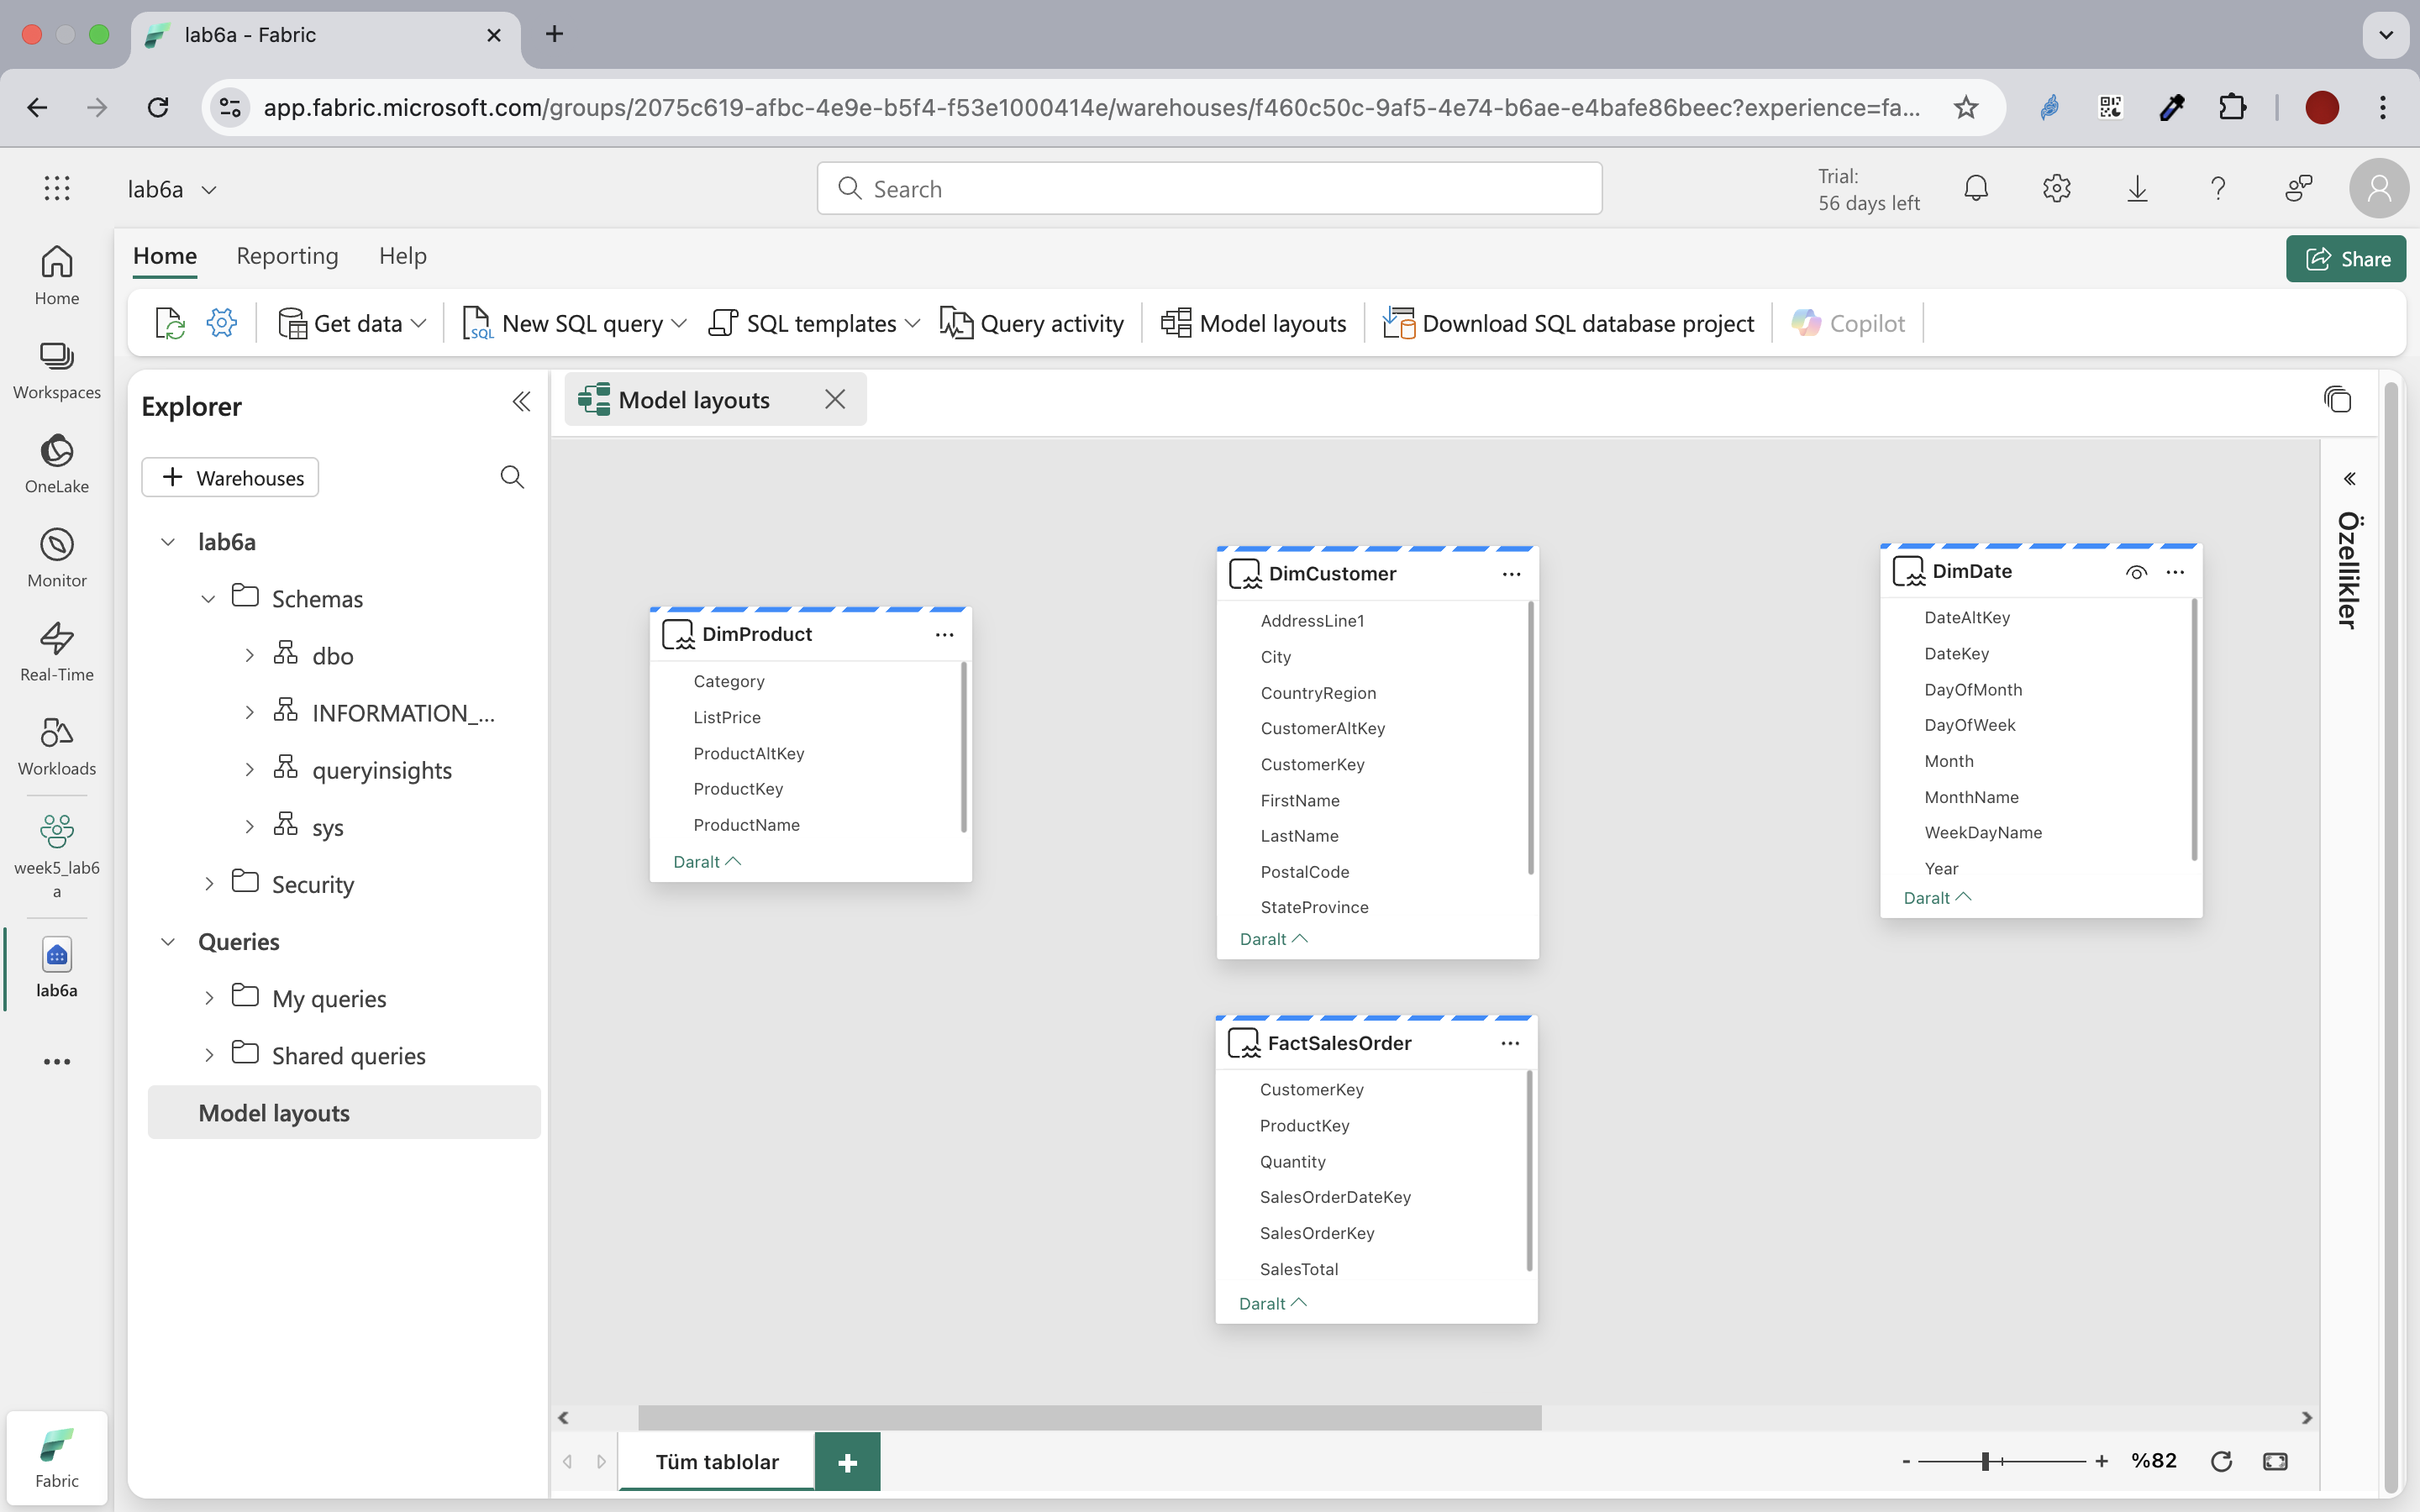 lab6a - Fabric
app.fabric.microsoft.com/groups/2075c619-afbc-4e9e-b5f4-f53e1000414e/warehouses/f460c50c-9af5-4e74-b6ae-e4bafe86beec?experience=fa...
lab6a
Search
Trial:
56 days left
Home
Reporting
Help
Share
Get data
New SQL query
SQL templates
Query activity
Model layouts
Download SQL database project
Copilot
Home
Workspaces
OneLake
Monitor
Real-Time
Workloads
week5_lab6
a
lab6a
Fabric
Explorer
Warehouses
lab6a
Schemas
dbo
INFORMATION_...
queryinsights
sys
Security
Queries
My queries
Shared queries
Model layouts
Model layouts
DimProduct
Category
ListPrice
ProductAltKey
ProductKey
ProductName
Daralt
DimCustomer
AddressLine1
City
CountryRegion
CustomerAltKey
CustomerKey
FirstName
LastName
PostalCode
StateProvince
Daralt
DimDate
DateAltKey
DateKey
DayOfMonth
DayOfWeek
Month
MonthName
WeekDayName
Year
Daralt
FactSalesOrder
CustomerKey
ProductKey
Quantity
SalesOrderDateKey
SalesOrderKey
SalesTotal
Daralt
Özellikler
Tüm tablolar
%82